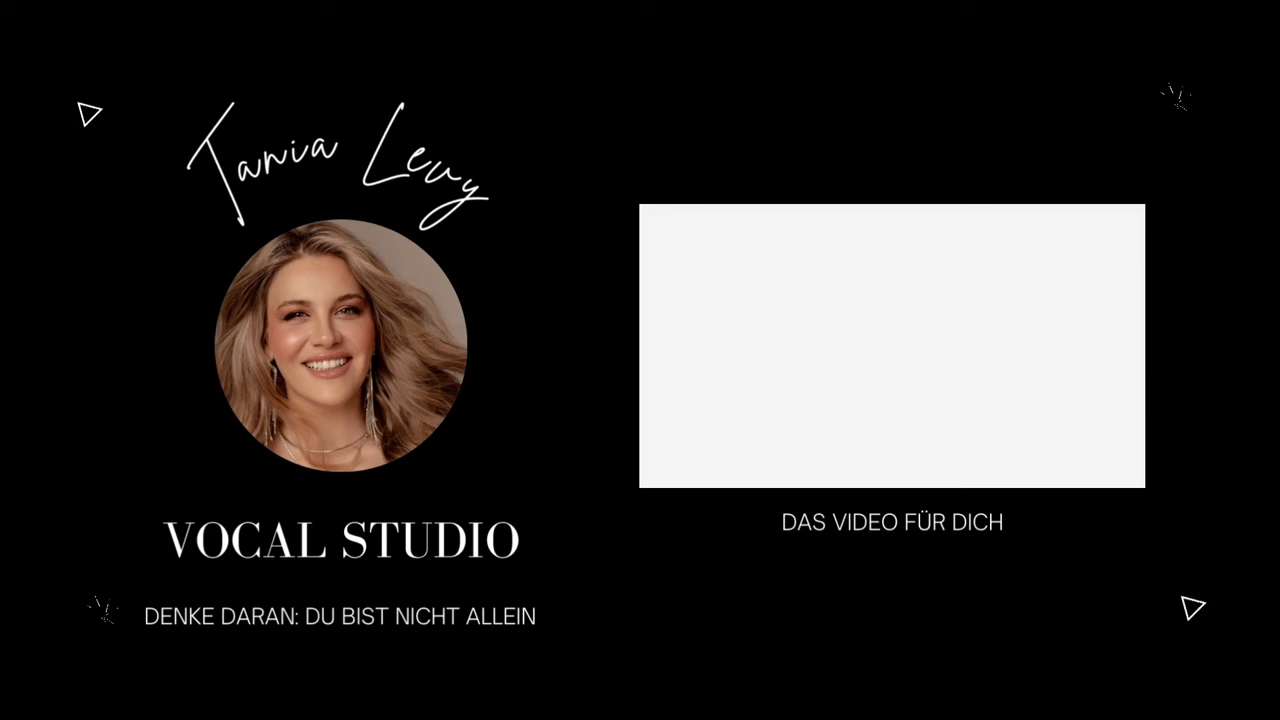 Tania Levy
VOCAL STUDIO
DENKE DARAN: DU BIST NICHT ALLEIN
DAS VIDEO FÜR DICH